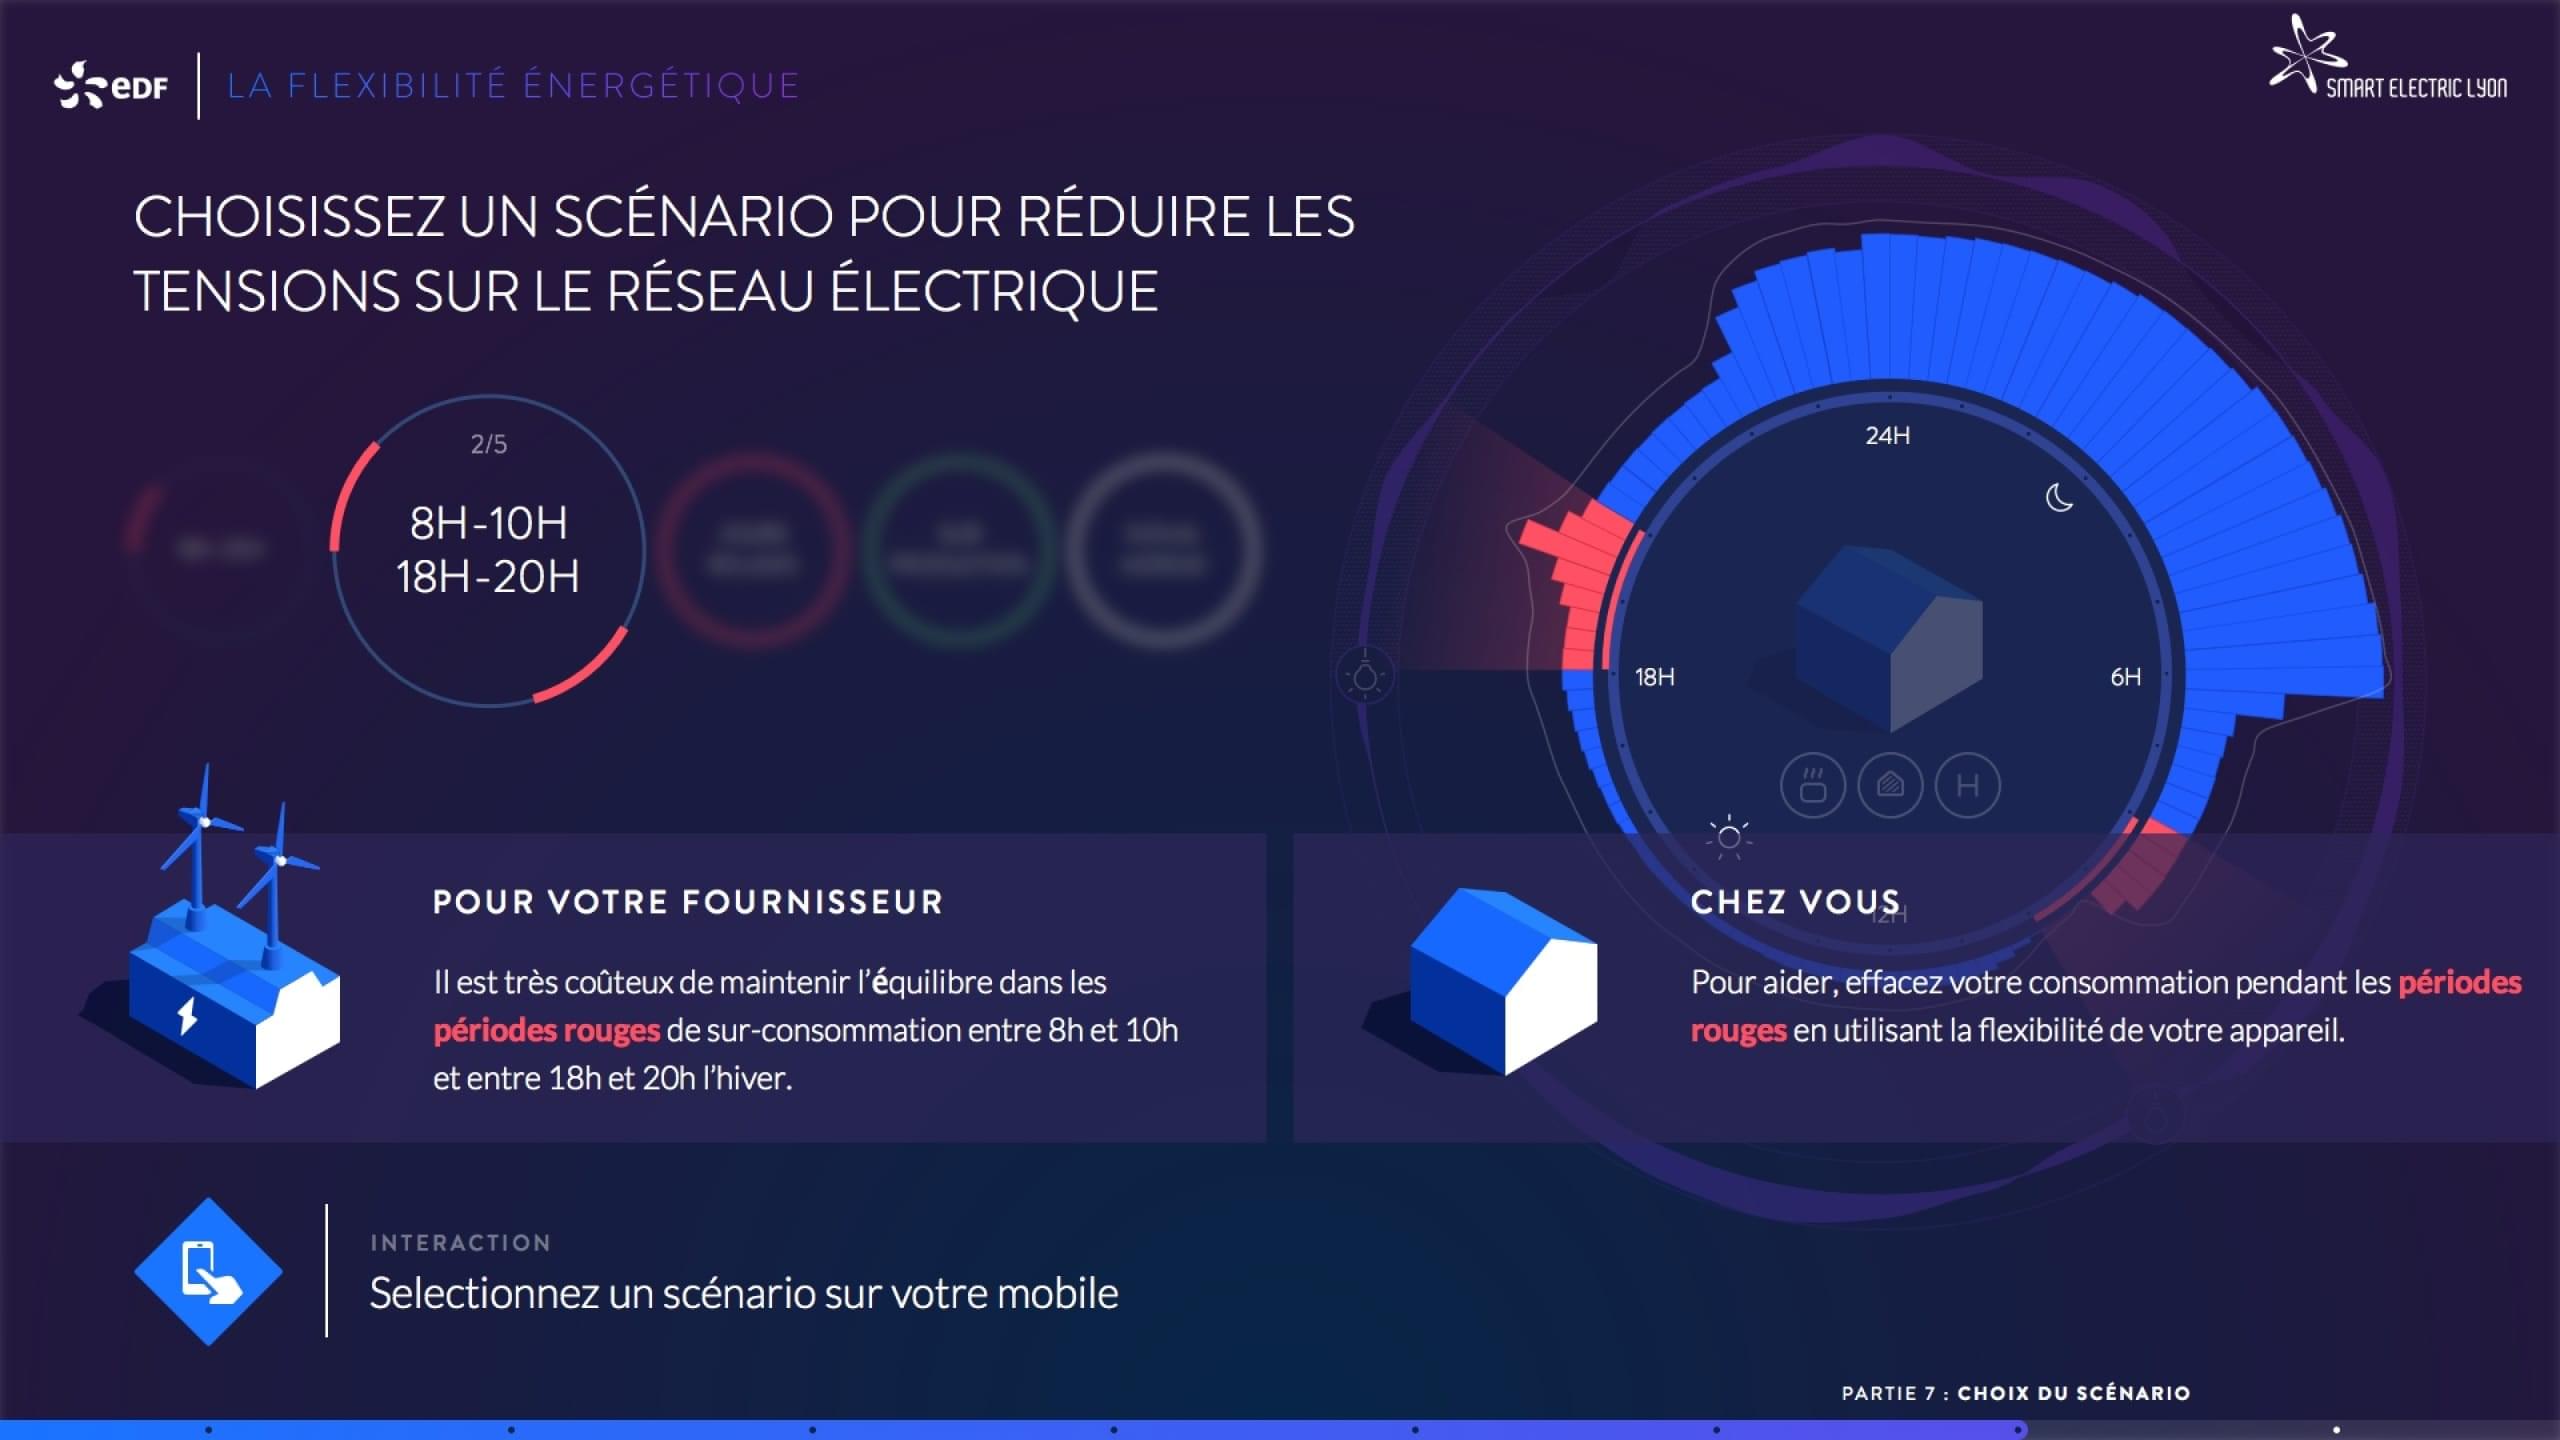 eDF
LA FLEXIBILITÉ ÉNERGÉTIQUE
SMART ELECTRIC LYON
CHOISISSEZ UN SCÉNARIO POUR RÉDUIRE LES
TENSIONS SUR LE RÉSEAU ÉLECTRIQUE
2/5
8H-10H
18H-20H
24H
18H
6H
H
12H
POUR VOTRE FOURNISSEUR
Il est très coûteux de maintenir l’équilibre dans les
périodes rouges de sur-consommation entre 8h et 10h
et entre 18h et 20h l’hiver.
CHEZ VOUS
Pour aider, effacez votre consommation pendant les périodes
rouges en utilisant la flexibilité de votre appareil.
INTERACTION
Selectionnez un scénario sur votre mobile
PARTIE 7 : CHOIX DU SCÉNARIO